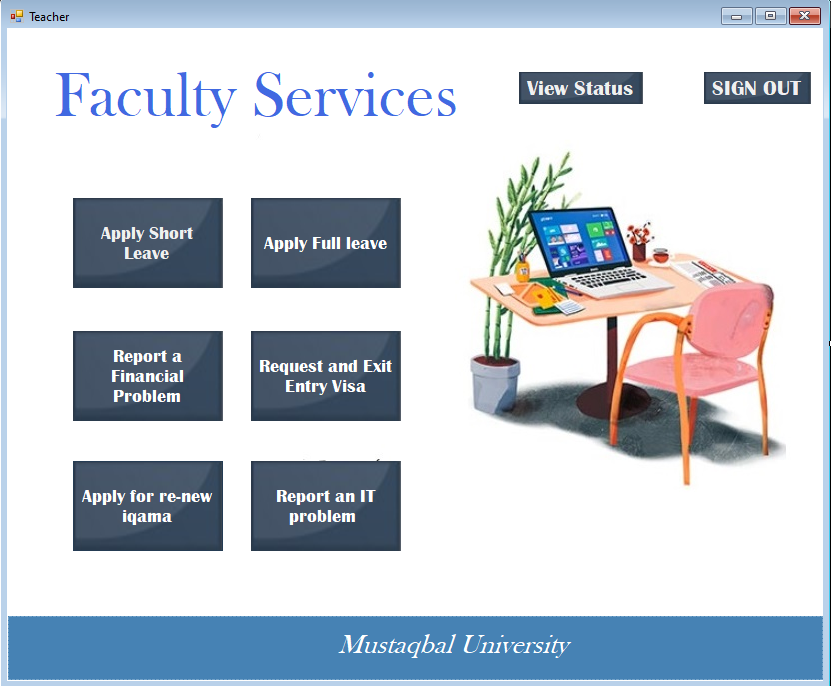 Teacher
Faculty Services
View Status
SIGN OUT
Apply Short
Leave
Apply Full leave
Report a
Financial
Problem
Request and Exit
Entry Visa
Apply for re-new
iqama
Report an IT
problem
Mustaqbal University